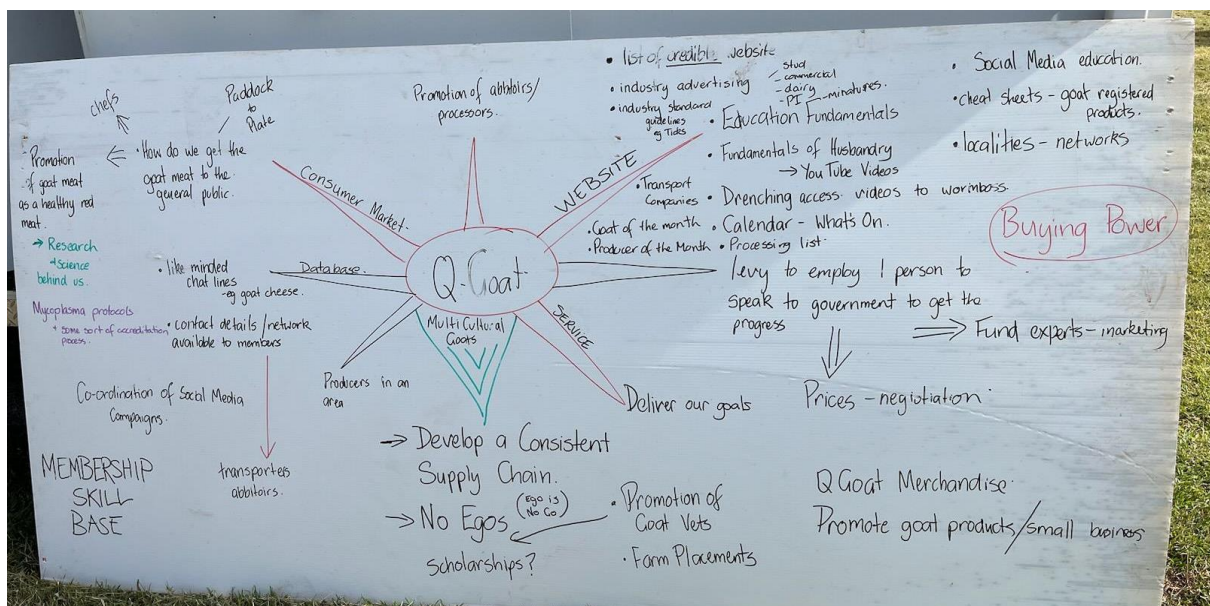 chefs
Paddock
to
Plate
• Promotion
of goat meat
as a healthy red
meat.
→ Research
+ science
behind us.
• How do we get the
goat meat to the
general public.
Consumer Market.
Promotion of abbitoirs/
processors.
WEBSITE
• list of credible website
• industry advertising
- stud
- commercial
- dairy
- PI
- minatures.
• industry standard
guidelines
eg Ticks
• Education Fundamentals
• Fundamentals of Husbandry
→ YouTube Videos
• Transport
Companies
• Drenching access videos to wormboss.
• Goat of the month
• Calendar - What's On.
• Producer of the Month
• Processing list.
• Social Media education.
• cheat sheets - goat registered
products.
• localities - networks
Buying Power
Q-Goat
Database.
• like minded
chat lines
- eg goat cheese.
Mycoplasma protocols
+ some sort of accreditation
process.
• contact details/network
available to members
Co-ordination of Social Media
Campaigns.
transporters
abbitoirs.
MEMBERSHIP
SKILL
BASE
Producers in an
area
Multi Cultural
Goats
SERVICE
Deliver our goals
levy to employ 1 person to
speak to government to get the
progress
⇒ Fund experts - marketing
Prices - negiotiation
→ Develop a Consistent
Supply Chain.
→ No Egos
(Ego is
No Go)
scholarships?
• Promotion of
Goat Vets
• Farm Placements
QGoat Merchandise.
Promote goat products/small business